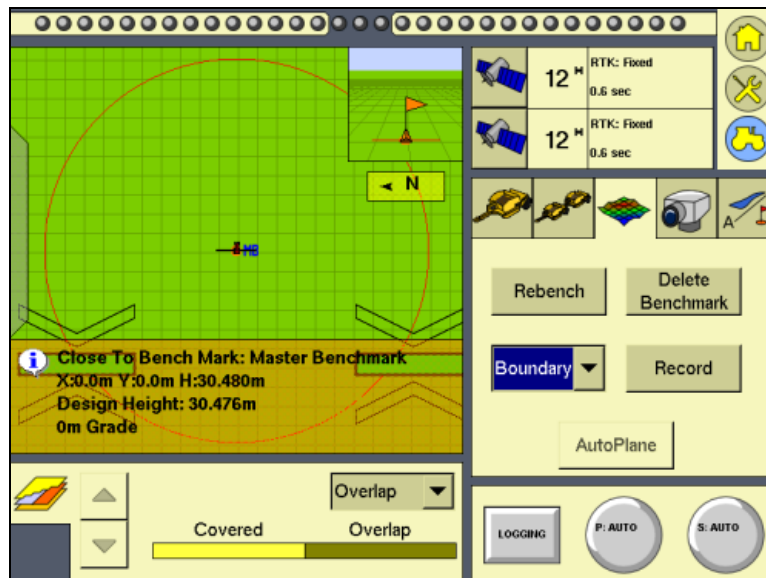 N
MB
Close To Bench Mark: Master Benchmark
X:0.0m Y:0.0m H:30.480m
Design Height: 30.476m
0m Grade
12 H
RTK: Fixed
0.6 sec
12 H
RTK: Fixed
0.6 sec
A
Rebench
Delete
Benchmark
Boundary
Record
AutoPlane
Overlap
Covered
Overlap
LOGGING
P: AUTO
S: AUTO